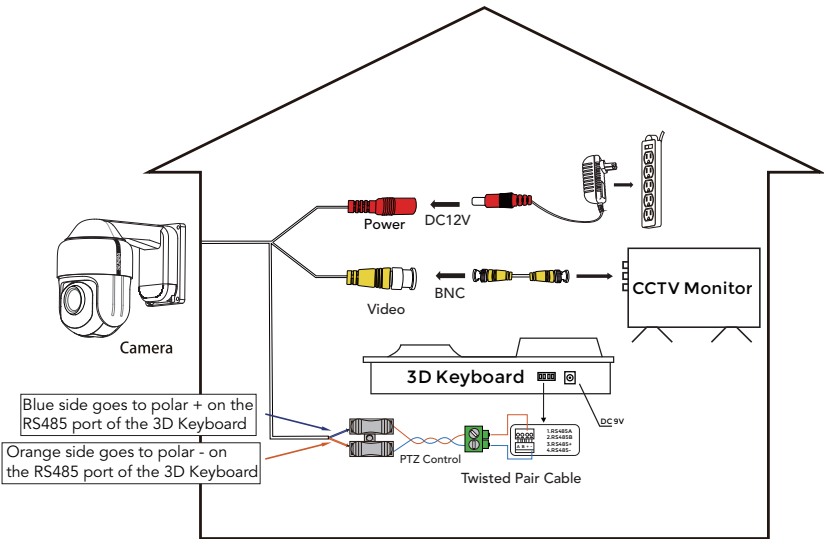 Power
DC12V
Video
BNC
CCTV Monitor
Camera
3D Keyboard
DC 9V
Blue side goes to polar + on the
RS485 port of the 3D Keyboard
Orange side goes to polar - on
the RS485 port of the 3D Keyboard
PTZ Control
1.RS485A
2.RS485B
3.RS485+
4.RS485-
Twisted Pair Cable